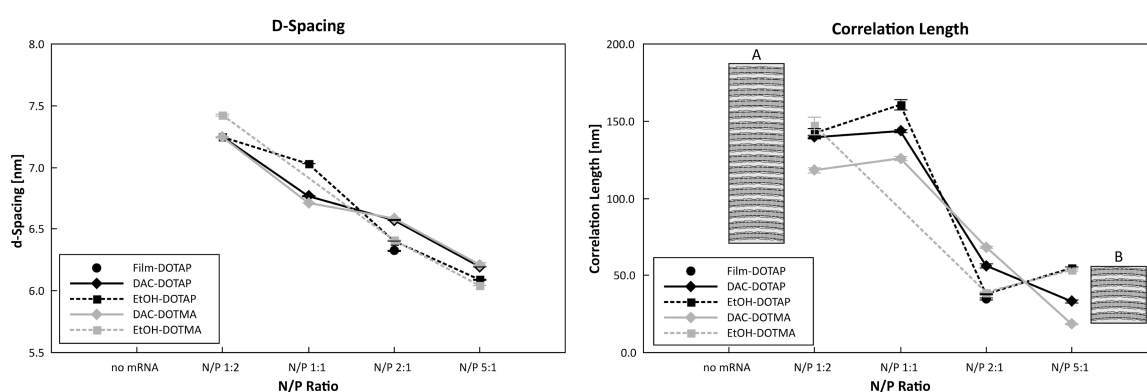 D-Spacing
8.0
7.5
7.0
6.5
6.0
5.5
d-Spacing [nm]
Film-DOTAP
DAC-DOTAP
EtOH-DOTAP
DAC-DOTMA
EtOH-DOTMA
no mRNA N/P 1:2 N/P 1:1 N/P 2:1 N/P 5:1
N/P Ratio
Correlation Length
200.0
150.0
100.0
50.0
0.0
Correlation Length [nm]
A
B
Film-DOTAP
DAC-DOTAP
EtOH-DOTAP
DAC-DOTMA
EtOH-DOTMA
no mRNA N/P 1:2 N/P 1:1 N/P 2:1 N/P 5:1
N/P Ratio